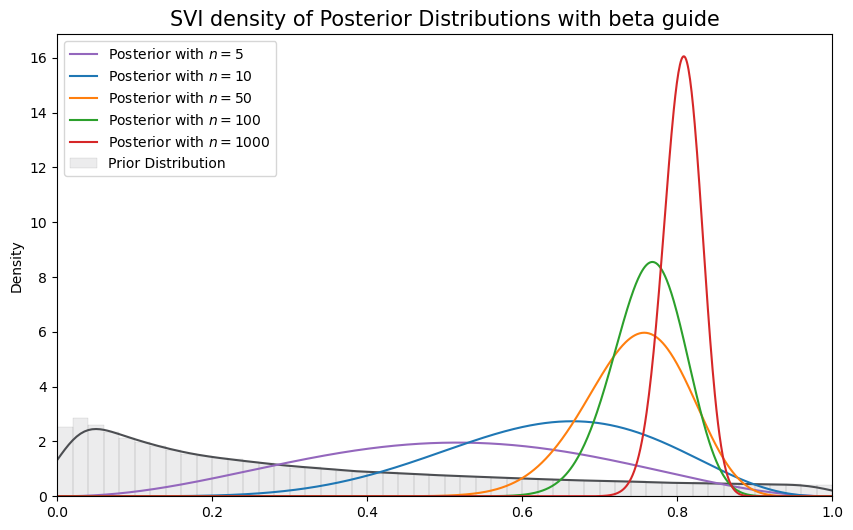 SVI density of Posterior Distributions with beta guide
Posterior with n = 5
Posterior with n = 10
Posterior with n = 50
Posterior with n = 100
Posterior with n = 1000
Prior Distribution
Density
16
14
12
10
8
6
4
2
0
0.0 0.2 0.4 0.6 0.8 1.0